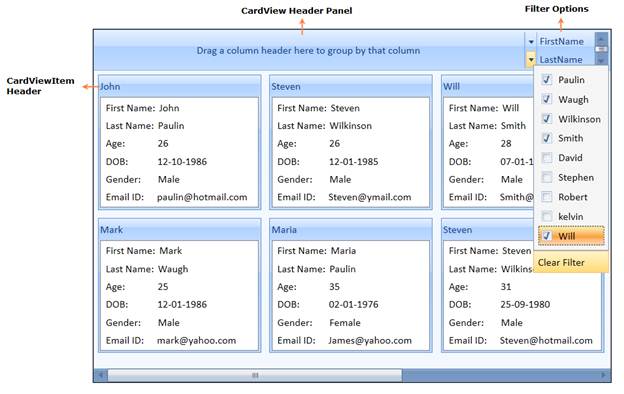 CardView Header Panel
Filter Options
Drag a column header here to group by that column
FirstName
LastName
CardViewItem
Header
John
First Name: John
Last Name: Paulin
Age: 26
DOB: 12-10-1986
Gender: Male
Email ID: paulin@hotmail.com
Steven
First Name: Steven
Last Name: Wilkinson
Age: 26
DOB: 12-01-1985
Gender: Male
Email ID: Steven@ymail.com
Will
First Name: Will
Last Name: Smith
Age: 28
DOB: 07-01-1
Gender: Male
Email ID: Smith@
Paulin
Waugh
Wilkinson
Smith
David
Stephen
Robert
kelvin
Will
Clear Filter
Mark
First Name: Mark
Last Name: Waugh
Age: 25
DOB: 12-01-1986
Gender: Male
Email ID: mark@yahoo.com
Maria
First Name: Maria
Last Name: Paulin
Age: 35
DOB: 02-01-1976
Gender: Female
Email ID: James@yahoo.com
Steven
First Name: Steven
Last Name: Wilkins
Age: 31
DOB: 25-09-1980
Gender: Male
Email ID: Steven@hotmail.com